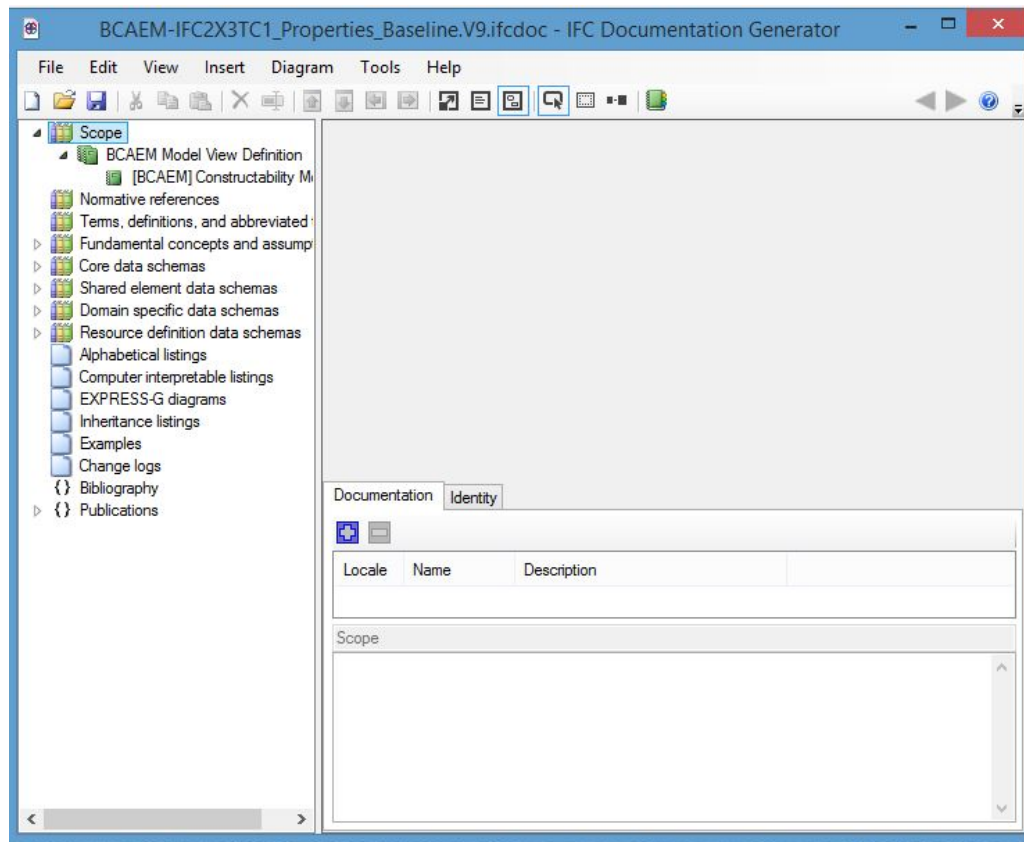 BCAEM-IFC2X3TC1_Properties_Baseline.V9.ifcdoc - IFC Documentation Generator
File Edit View Insert Diagram Tools Help
Scope
BCAEM Model View Definition
[BCAEM] Constructability
Normative references
Terms, definitions, and abbreviated
Fundamental concepts and
Core data schemas
Shared element data schemas
Domain specific data schemas
Resource definition data schemas
Alphabetical listings
Computer interpretable listings
EXPRESS-G diagrams
Inheritance listings
Examples
Change logs
{} Bibliography
{} Publications
Documentation Identity
Locale Name Description
Scope